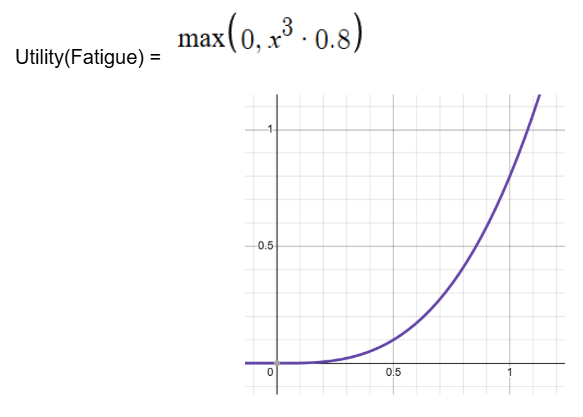 Utility(Fatigue) = max(0, x³ · 0.8)
1
0.5
0 0.5 1